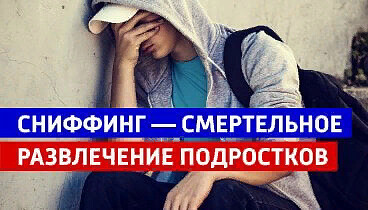 СНИФФИНГ — СМЕРТЕЛЬНОЕ
РАЗВЛЕЧЕНИЕ ПОДРОСТКОВ